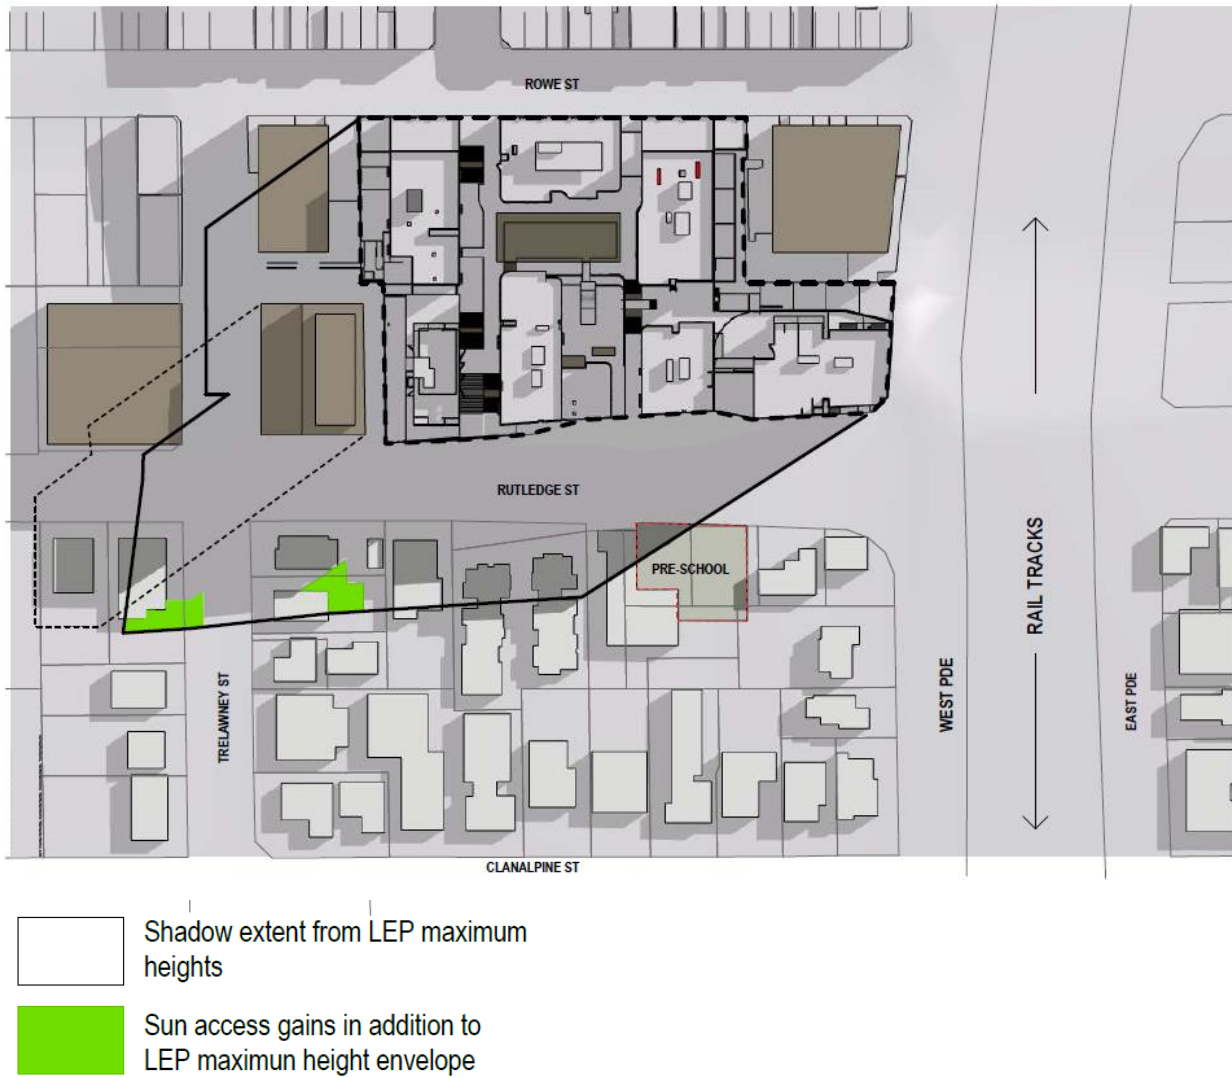 ROWE ST
RUTLEDGE ST
PRE-SCHOOL
RAIL TRACKS
WEST PDE
EAST PDE
TRELAWNEY ST
CLANALPINE ST
Shadow extent from LEP maximum
heights
Sun access gains in addition to
LEP maximun height envelope